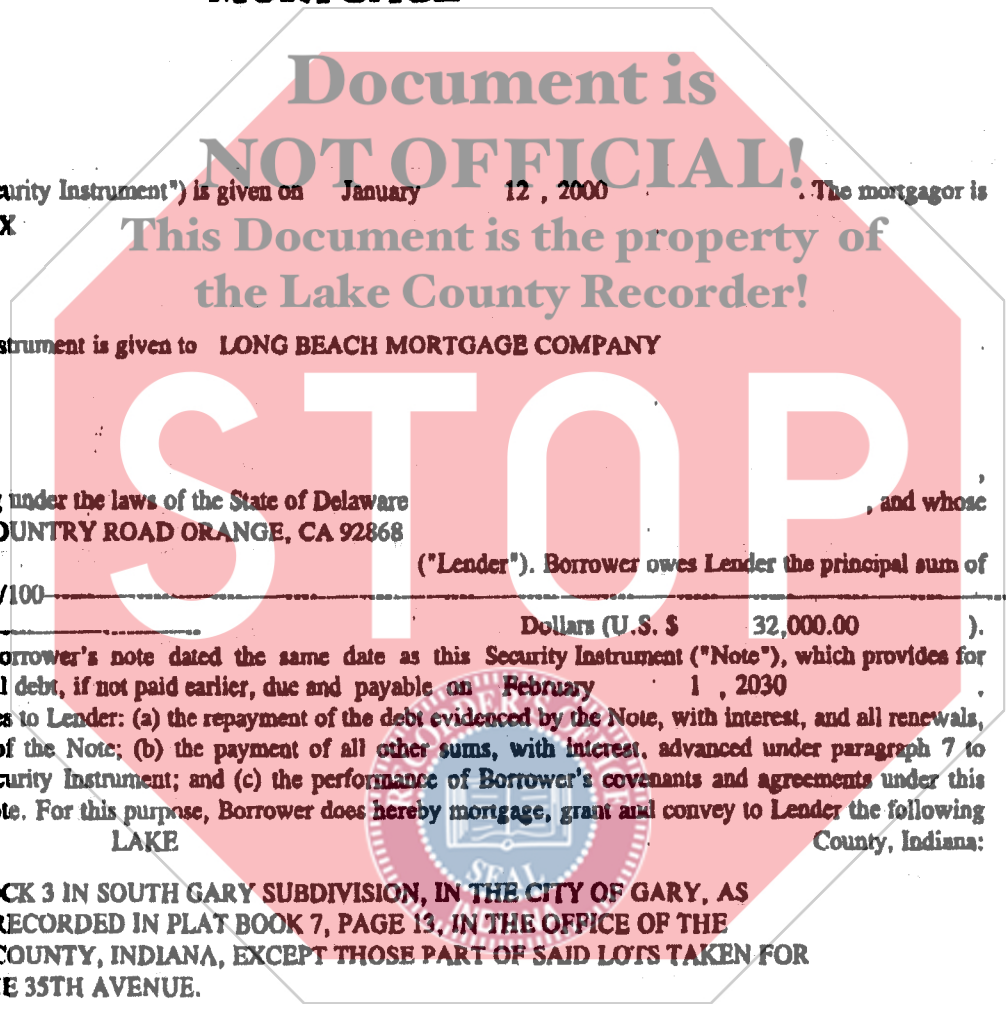 MORTGAGE
Document is
NOT OFFICIAL!
urity Instrument") is given on January 12 , 2000 . The mortgagor is
X
This Document is the property of
the Lake County Recorder!
strument is given to LONG BEACH MORTGAGE COMPANY
STOP
,
under the laws of the State of Delaware , and whose
OUNTRY ROAD ORANGE, CA 92868
("Lender"). Borrower owes Lender the principal sum of
/100
Dollars (U.S. $ 32,000.00 ).
orrower's note dated the same date as this Security Instrument ("Note"), which provides for
l debt, if not paid earlier, due and payable on February 1 , 2030 ,
es to Lender: (a) the repayment of the debt evidenced by the Note, with interest, and all renewals,
of the Note; (b) the payment of all other sums, with interest, advanced under paragraph 7 to
curity Instrument; and (c) the performance of Borrower's covenants and agreements under this
te. For this purpose, Borrower does hereby mortgage, grant and convey to Lender the following
LAKE County, Indiana:
SEAL
INDIANA
CK 3 IN SOUTH GARY SUBDIVISION, IN THE CITY OF GARY, AS
RECORDED IN PLAT BOOK 7, PAGE 13, IN THE OFFICE OF THE
COUNTY, INDIANA, EXCEPT THOSE PART OF SAID LOTS TAKEN FOR
E 35TH AVENUE.